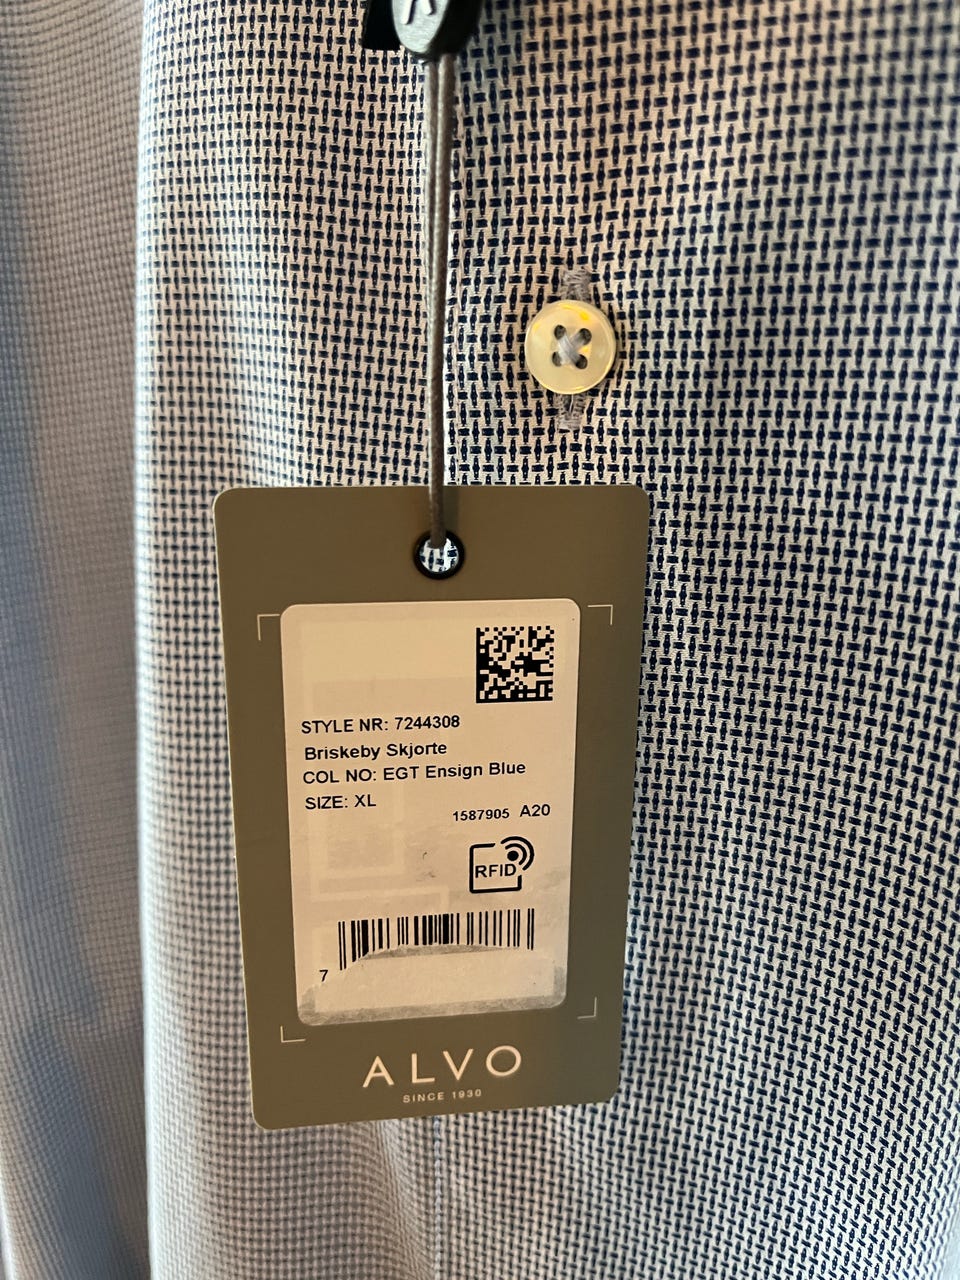 STYLE NR: 7244308
Briskeby Skjorte
COL NO: EGT Ensign Blue
SIZE: XL
1587905 A20
RFID
7
ALVO
SINCE 1930